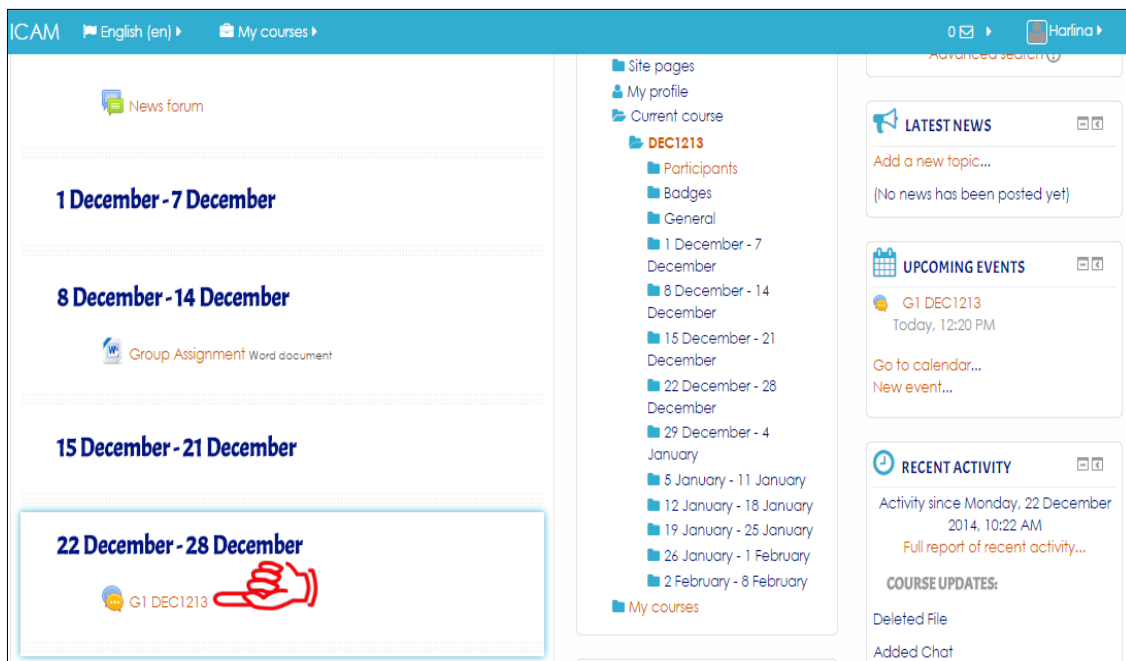 ICAM English (en) My courses 0 Harlina
News forum
1 December - 7 December
8 December - 14 December
Group Assignment Word document
15 December - 21 December
22 December - 28 December
G1 DEC1213
Site pages
My profile
Current course
DEC1213
Participants
Badges
General
1 December - 7
December
8 December - 14
December
15 December - 21
December
22 December - 28
December
29 December - 4
January
5 January - 11 January
12 January - 18 January
19 January - 25 January
26 January - 1 February
2 February - 8 February
My courses
Advanced search
LATEST NEWS
Add a new topic...
(No news has been posted yet)
UPCOMING EVENTS
G1 DEC1213
Today, 12:20 PM
Go to calendar...
New event...
RECENT ACTIVITY
Activity since Monday, 22 December
2014, 10:22 AM
Full report of recent activity...
COURSE UPDATES:
Deleted File
Added Chat